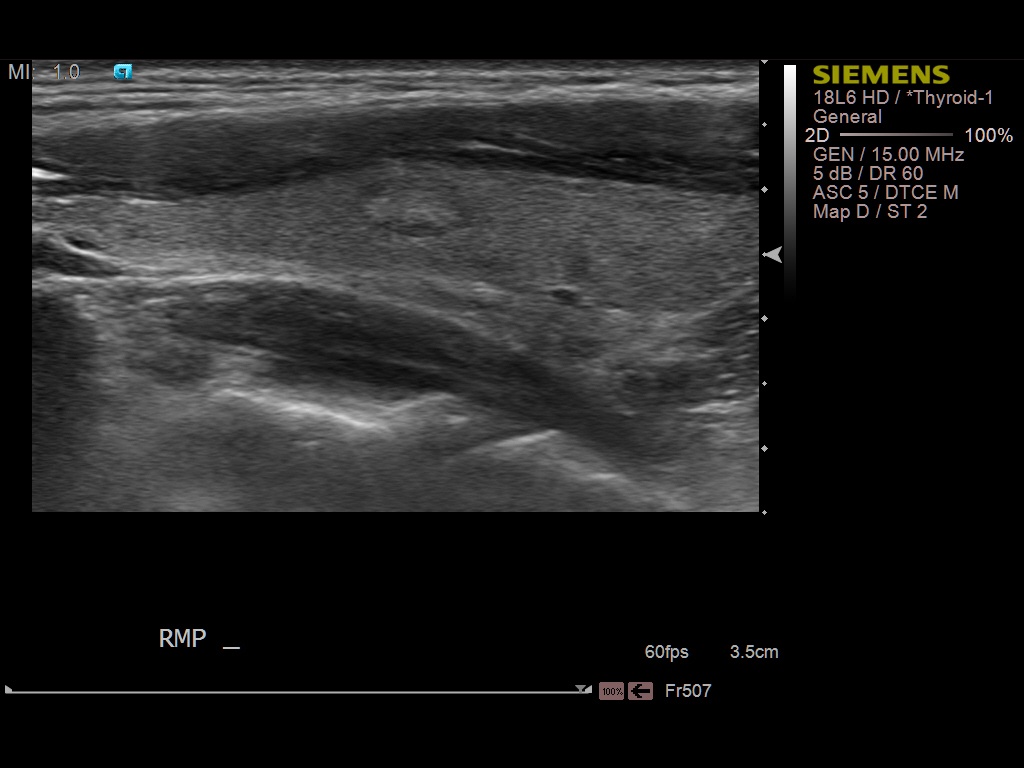 MI: 1.0
SIEMENS
18L6 HD / *Thyroid-1
General
2D 100%
GEN / 15.00 MHz
5 dB / DR 60
ASC 5 / DTCE M
Map D / ST 2
RMP _
60fps 3.5cm
100% Fr507